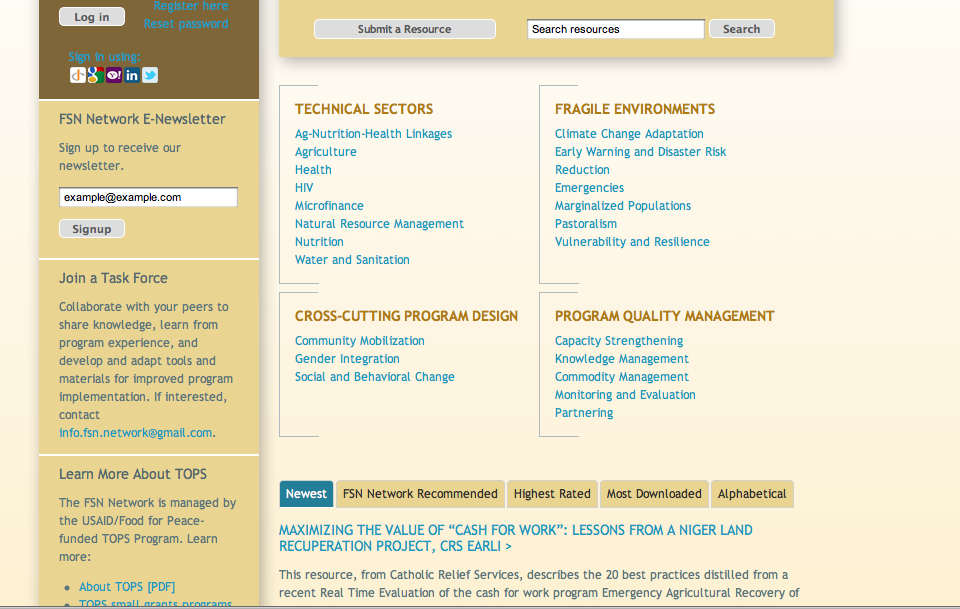 Register here
Log in
Reset password
Sign in using:
FSN Network E-Newsletter
Sign up to receive our
newsletter.
example@example.com
Signup
Join a Task Force
Collaborate with your peers to
share knowledge, learn from
program experience, and
develop and adapt tools and
materials for improved program
implementation. If interested,
contact
info.fsn.network@gmail.com.
Learn More About TOPS
The FSN Network is managed by
the USAID/Food for Peace-
funded TOPS Program. Learn
more:
About TOPS [PDF]
TOPS small grants programs
Submit a Resource
Search resources
Search
TECHNICAL SECTORS
Ag-Nutrition-Health Linkages
Agriculture
Health
HIV
Microfinance
Natural Resource Management
Nutrition
Water and Sanitation
FRAGILE ENVIRONMENTS
Climate Change Adaptation
Early Warning and Disaster Risk
Reduction
Emergencies
Marginalized Populations
Pastoralism
Vulnerability and Resilience
CROSS-CUTTING PROGRAM DESIGN
Community Mobilization
Gender Integration
Social and Behavioral Change
PROGRAM QUALITY MANAGEMENT
Capacity Strengthening
Knowledge Management
Commodity Management
Monitoring and Evaluation
Partnering
Newest
FSN Network Recommended
Highest Rated
Most Downloaded
Alphabetical
MAXIMIZING THE VALUE OF “CASH FOR WORK”: LESSONS FROM A NIGER LAND
RECUPERATION PROJECT, CRS EARLI >
This resource, from Catholic Relief Services, describes the 20 best practices distilled from a
recent Real Time Evaluation of the cash for work program Emergency Agricultural Recovery of